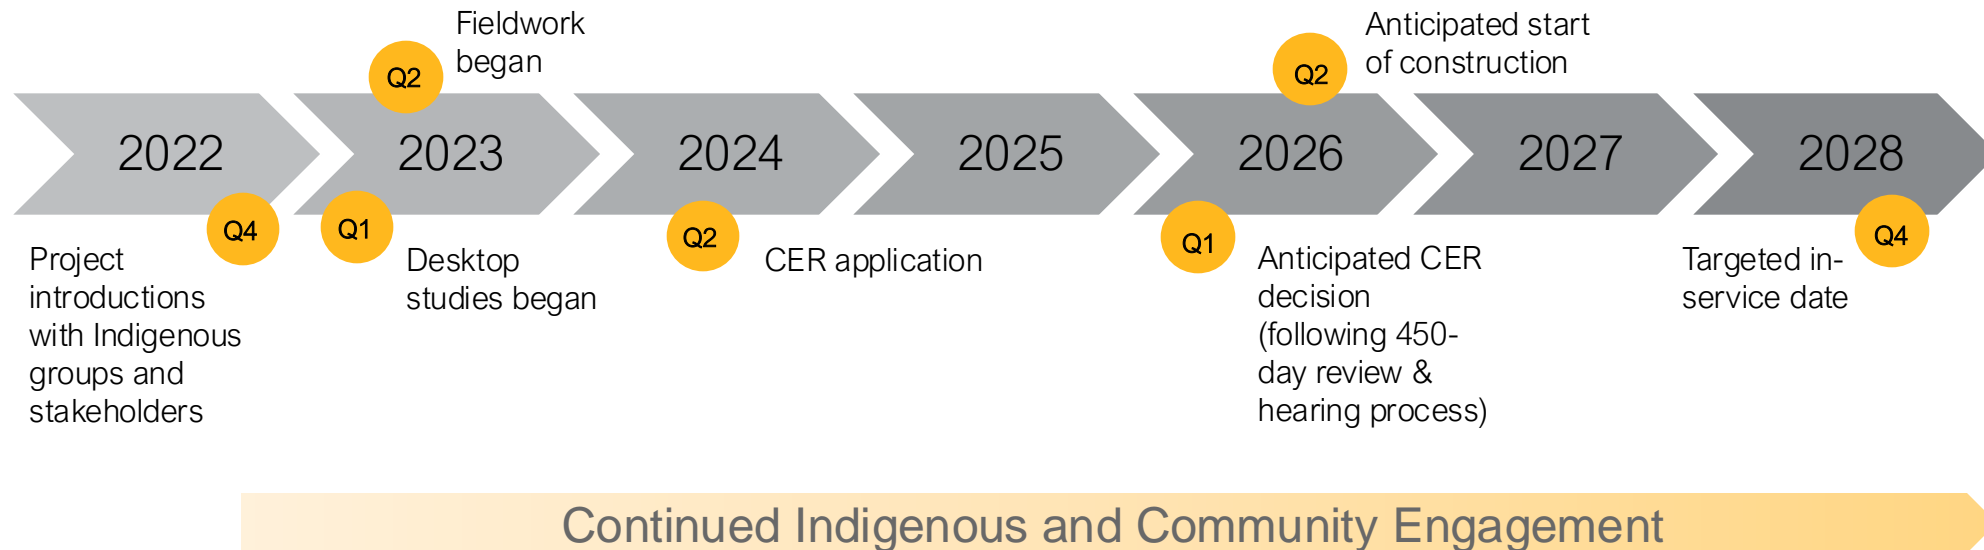 Fieldwork
began
Q2
Anticipated start
of construction
Q2
2022
2023
2024
2025
2026
2027
2028
Q4
Project
introductions
with Indigenous
groups and
stakeholders
Q1
Desktop
studies began
Q2
CER application
Q1
Anticipated CER
decision
(following 450-
day review &
hearing process)
Q4
Targeted in-
service date
Continued Indigenous and Community Engagement